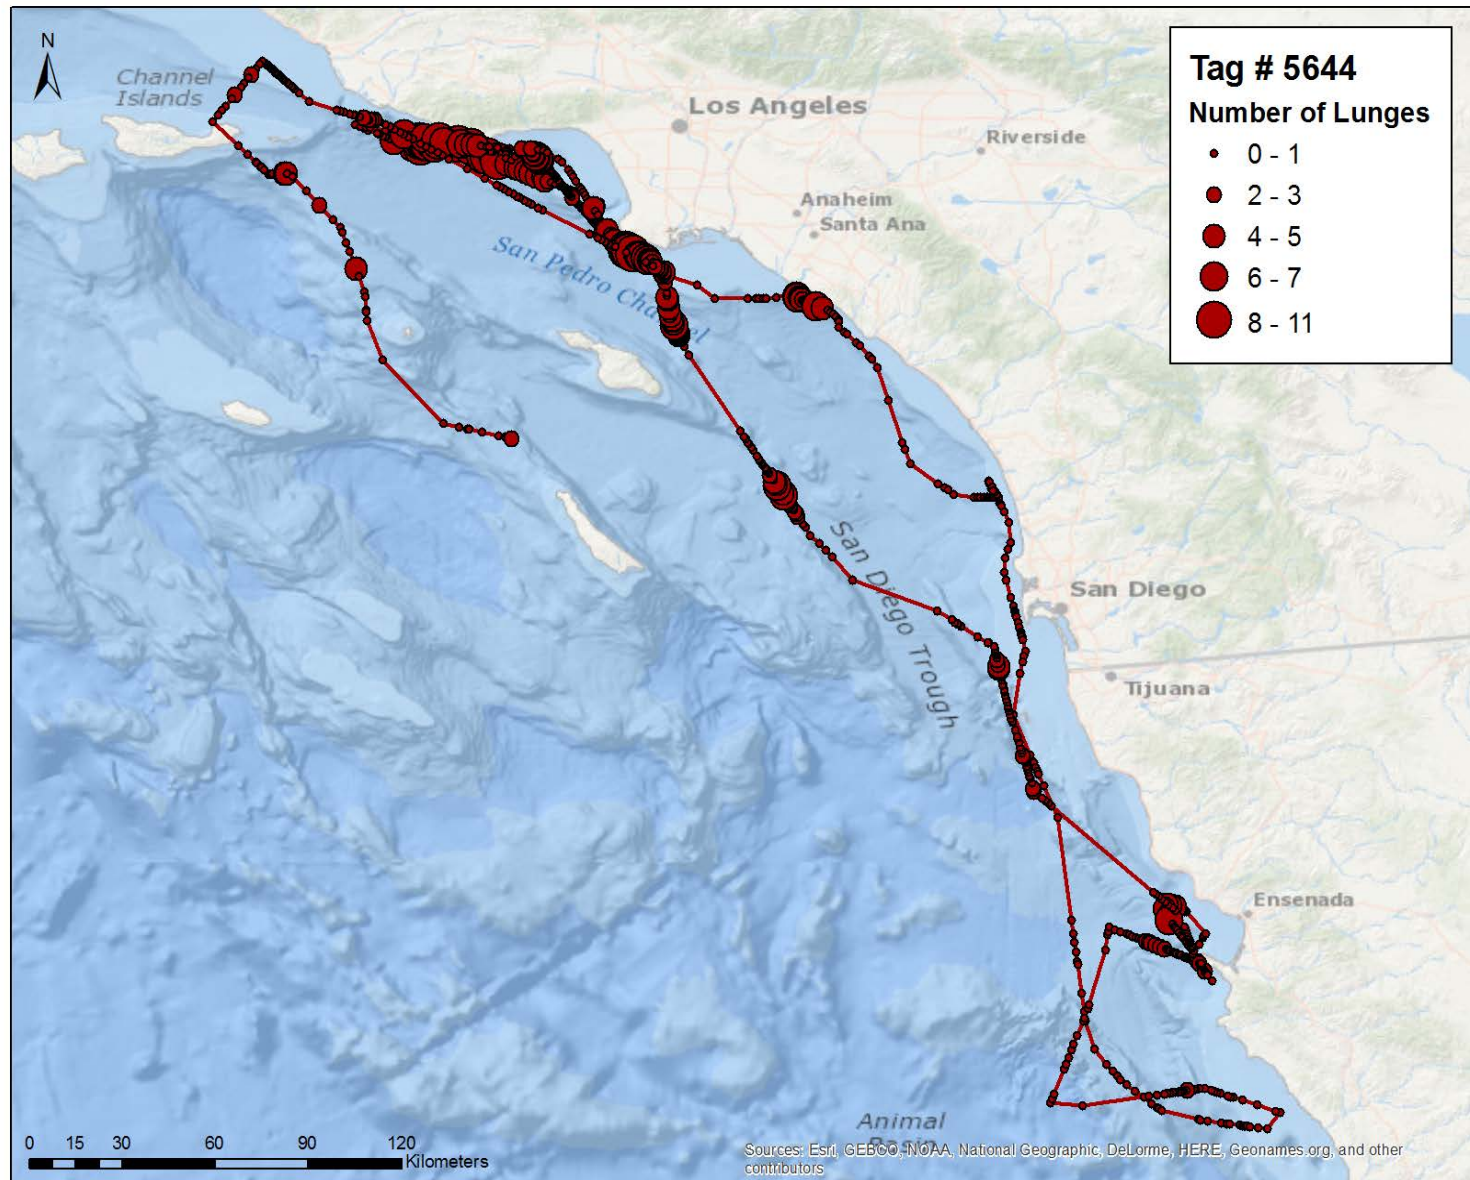 N
Channel
Islands
Los Angeles
Riverside
Anaheim
Santa Ana
San Pedro Channel
San Diego Trough
San Diego
Tijuana
Ensenada
Animal
Basin
Tag # 5644
Number of Lunges
0 - 1
2 - 3
4 - 5
6 - 7
8 - 11
0 15 30 60 90 120
Kilometers
Sources: Esri, GEBCO, NOAA, National Geographic, DeLorme, HERE, Geonames.org, and other
contributors